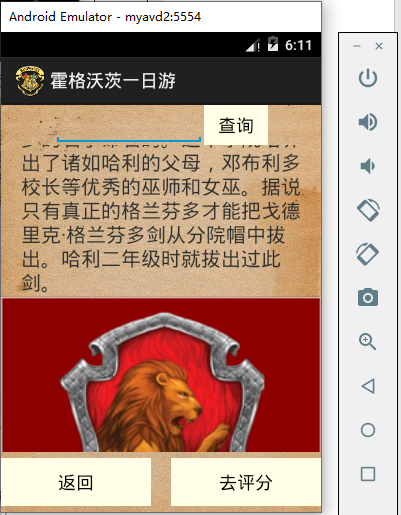 Android Emulator - myavd2:5554
6:11
霍格沃茨一日游
查询
出了诸如哈利的父母，邓布利多
校长等优秀的巫师和女巫。据说
只有真正的格兰芬多才能把戈德
里克·格兰芬多剑从分院帽中拔
出。哈利二年级时就拔出过此
剑。
返回
去评分